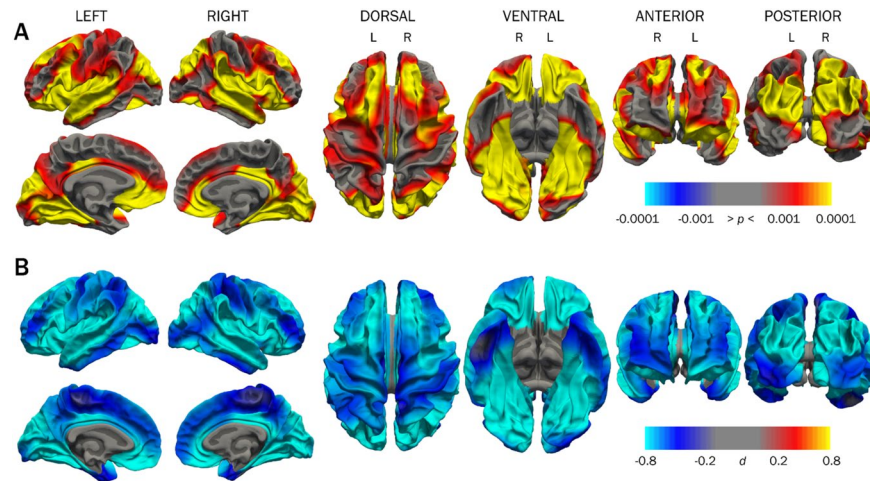 LEFT RIGHT DORSAL VENTRAL ANTERIOR POSTERIOR
A L R R L R L L R
-0.0001 -0.001 > p < 0.001 0.0001
B
-0.8 -0.2 d 0.2 0.8